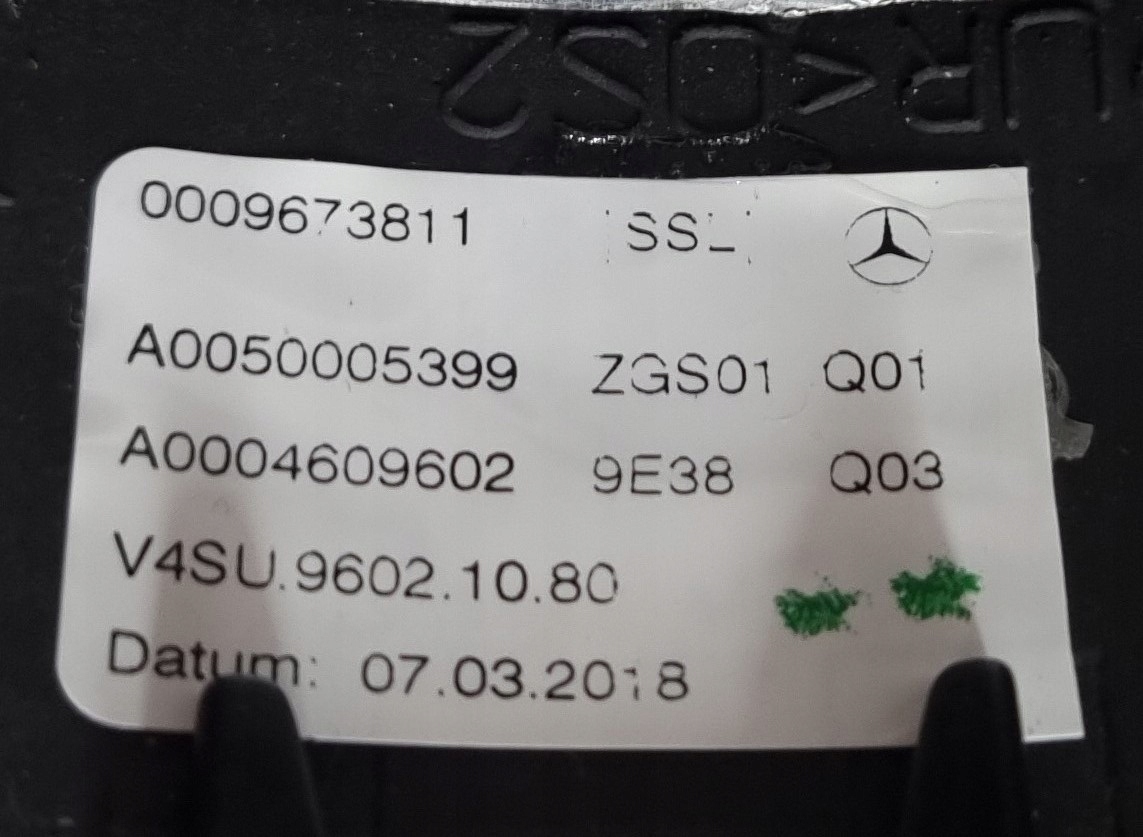 0009673811 SSL
A0050005399 ZGS01 Q01
A0004609602 9E38 Q03
V4SU.9602.10.80
Datum: 07.03.2018